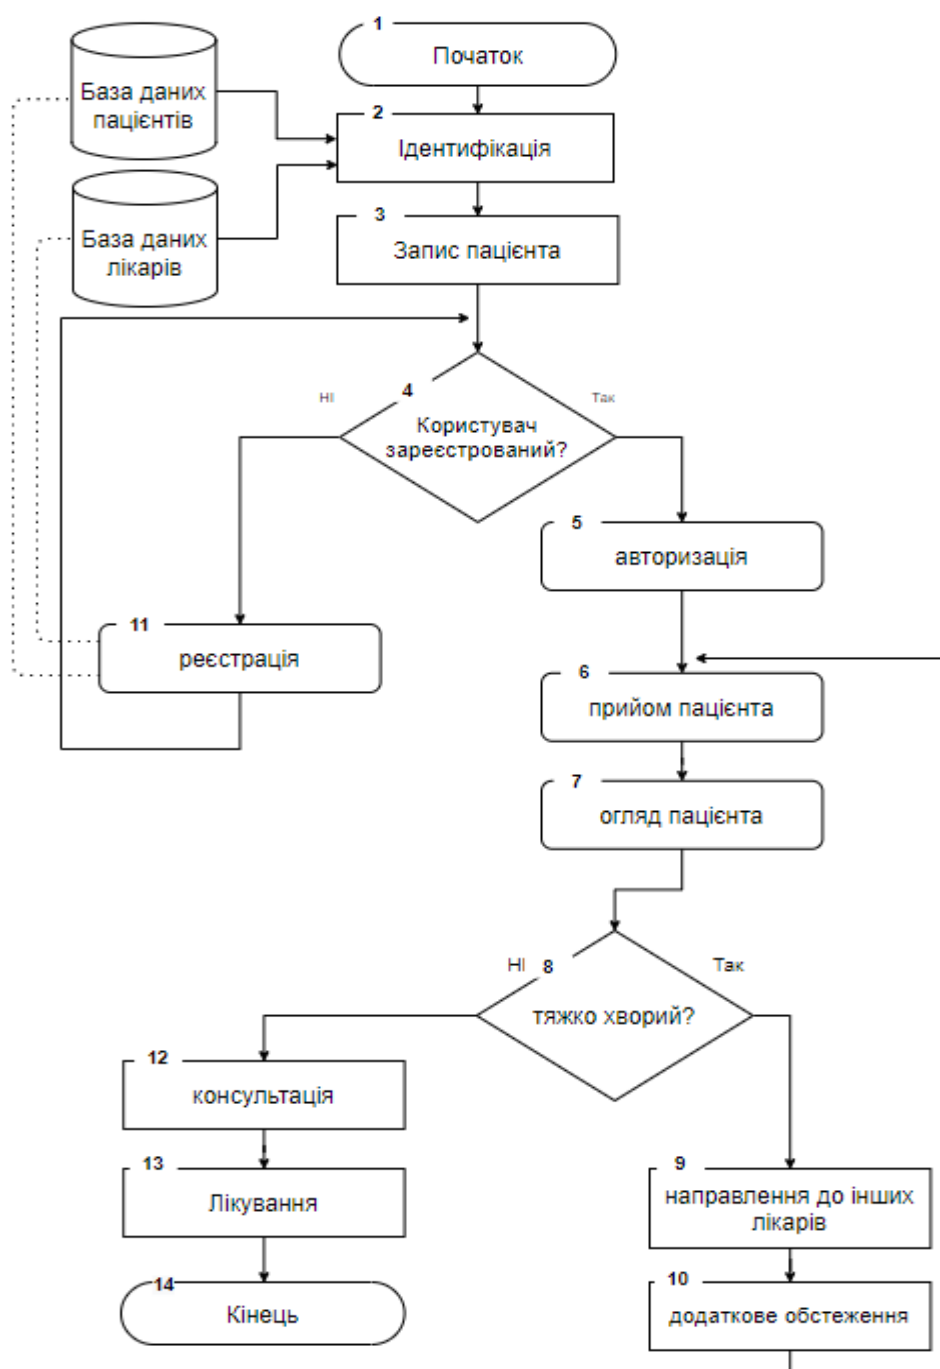 1
Початок
База даних
пацієнтів
2
Ідентифікація
База даних
лікарів
3
Запис пацієнта
4
НІ
Так
Користувач
зареєстрований?
5
авторизація
11
реєстрація
6
прийом пацієнта
7
огляд пацієнта
НІ
8
Так
тяжко хворий?
12
консультація
13
Лікування
9
направлення до інших
лікарів
14
Кінець
10
додаткове обстеження